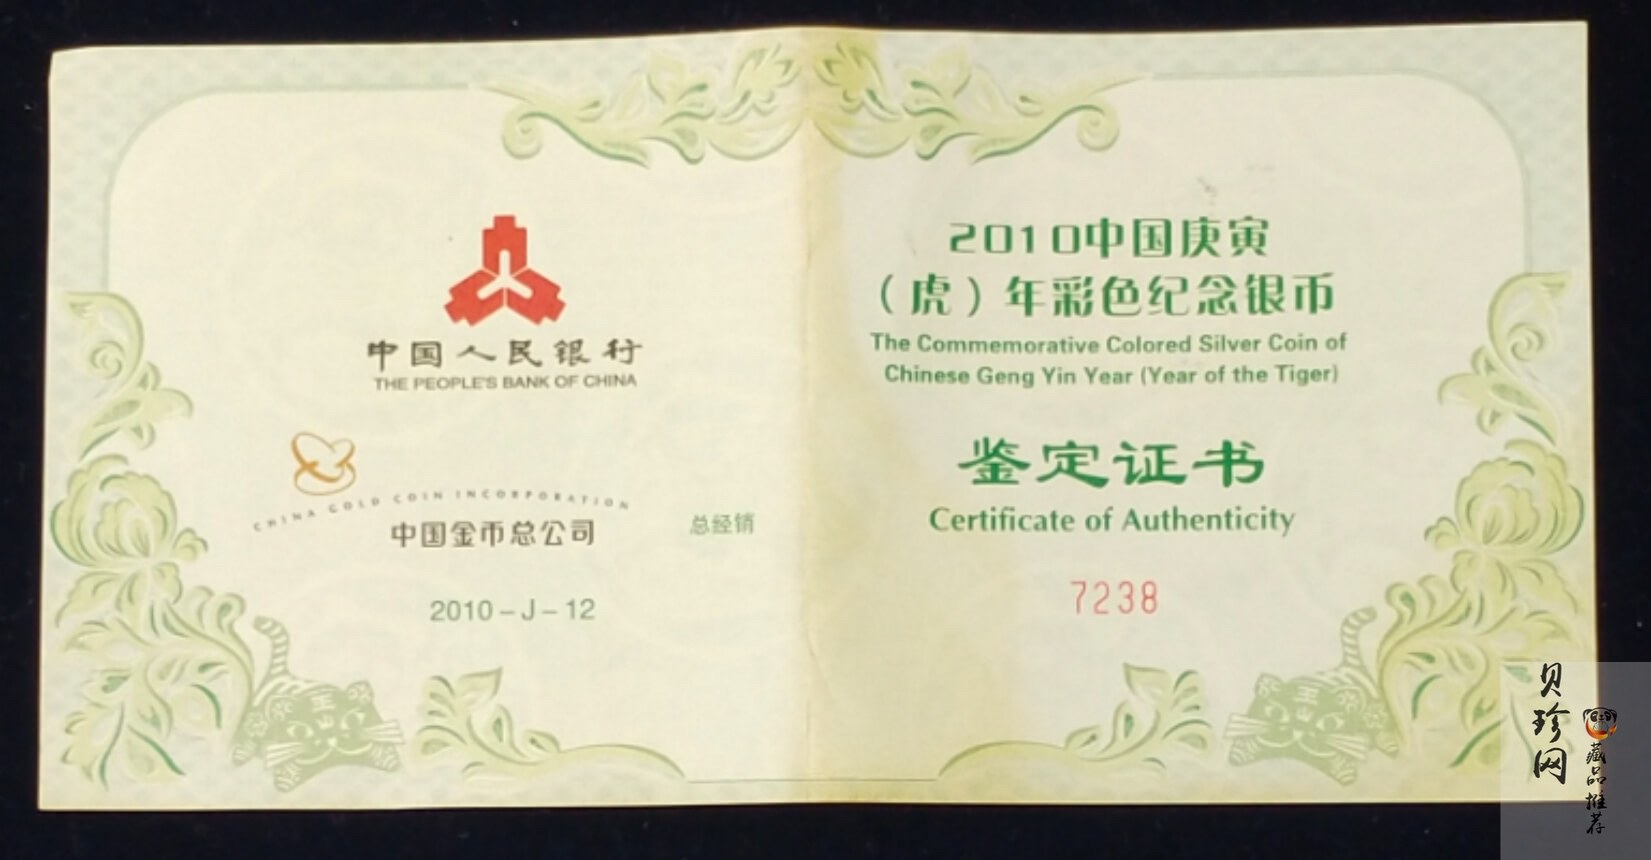 中国人民银行
THE PEOPLE'S BANK OF CHINA
CHINA GOLD COIN INCORPORATION
中国金币总公司
总经销
2010-J-12
2010中国庚寅
（虎）年彩色纪念银币
The Commemorative Colored Silver Coin of
Chinese Geng Yin Year (Year of the Tiger)
鉴定证书
Certificate of Authenticity
7238
王
王
贝珍网
藏品推荐